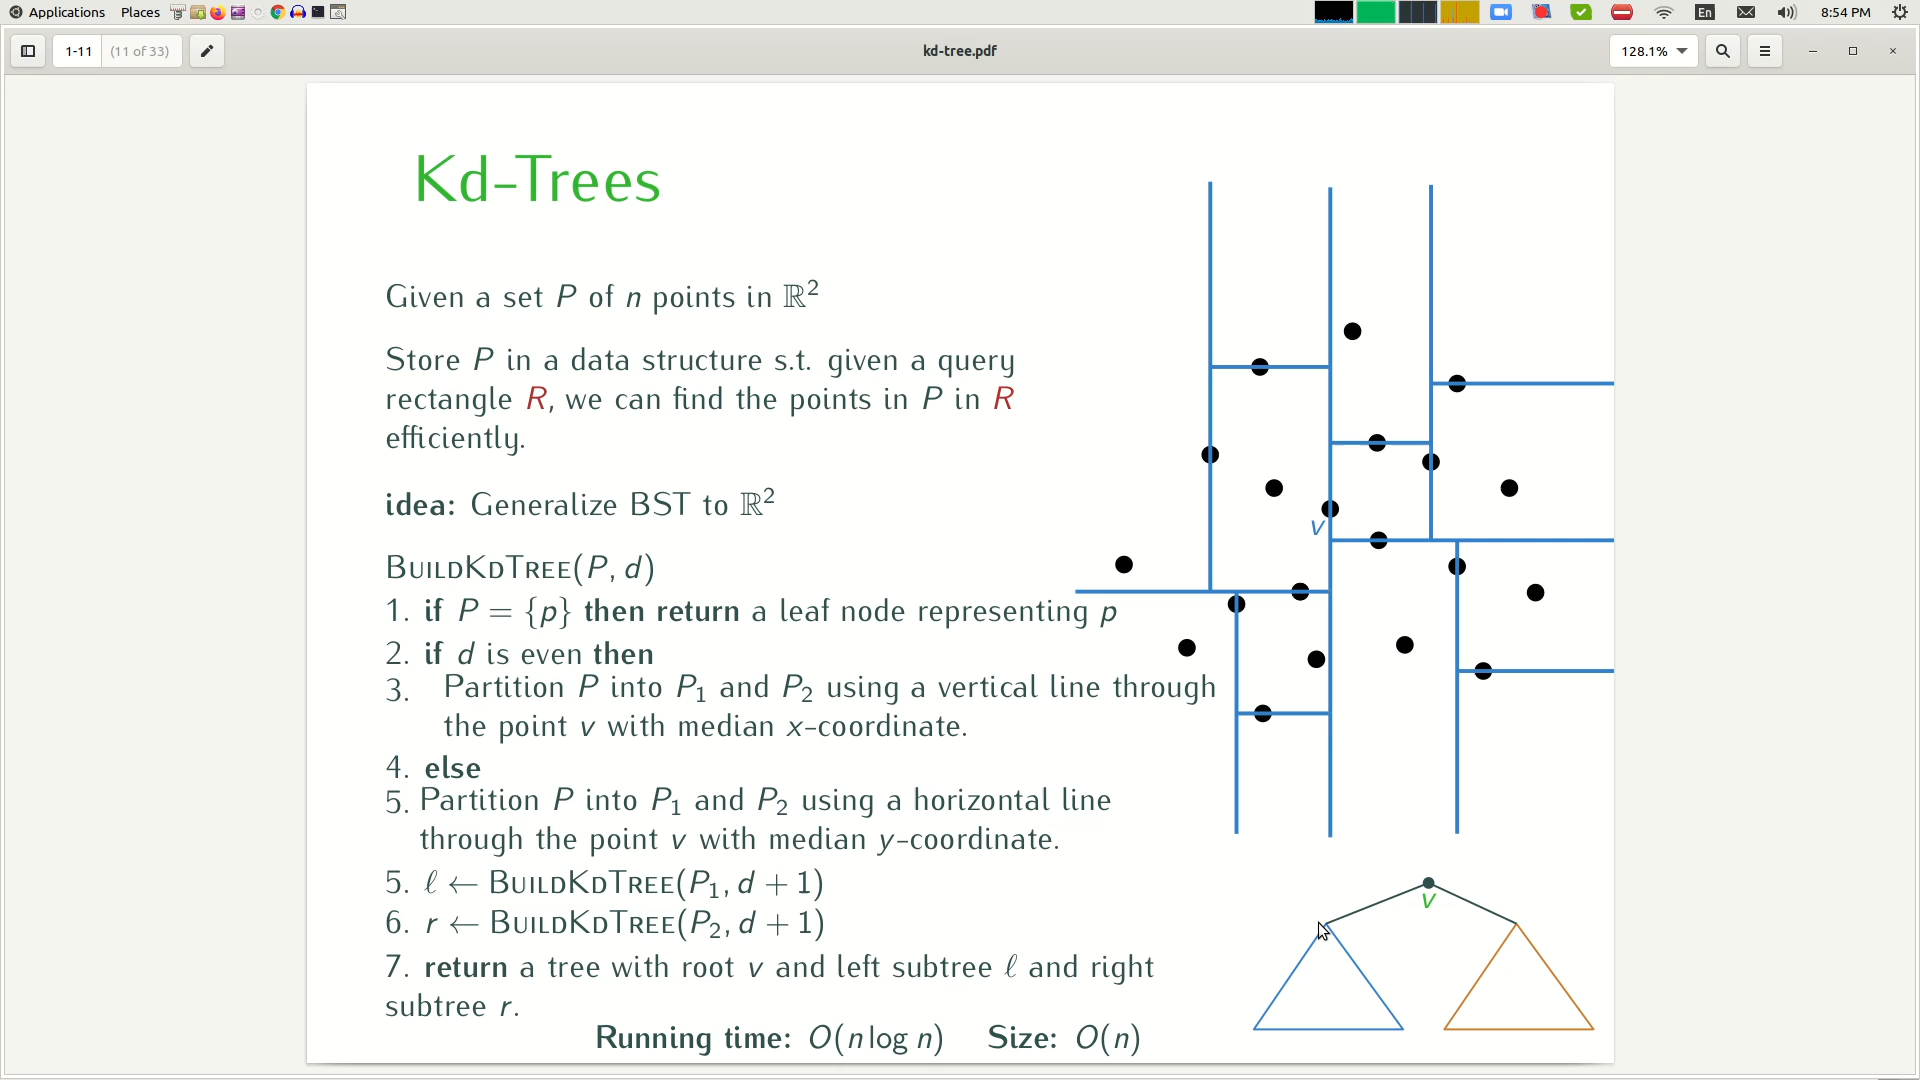 Applications Places En 8:54 PM
1-11 (11 of 33) kd-tree.pdf 128.1%
Kd-Trees
Given a set P of n points in ℝ²
Store P in a data structure s.t. given a query
rectangle R, we can find the points in P in R
efficiently.
idea: Generalize BST to ℝ²
BUILDKDTREE(P, d)
1. if P = {p} then return a leaf node representing p
2. if d is even then
3. Partition P into P₁ and P₂ using a vertical line through
the point v with median x-coordinate.
4. else
5. Partition P into P₁ and P₂ using a horizontal line
through the point v with median y-coordinate.
5. ℓ ← BUILDKDTREE(P₁, d + 1)
6. r ← BUILDKDTREE(P₂, d + 1)
7. return a tree with root v and left subtree ℓ and right
subtree r.
Running time: O(n log n) Size: O(n)
v
v